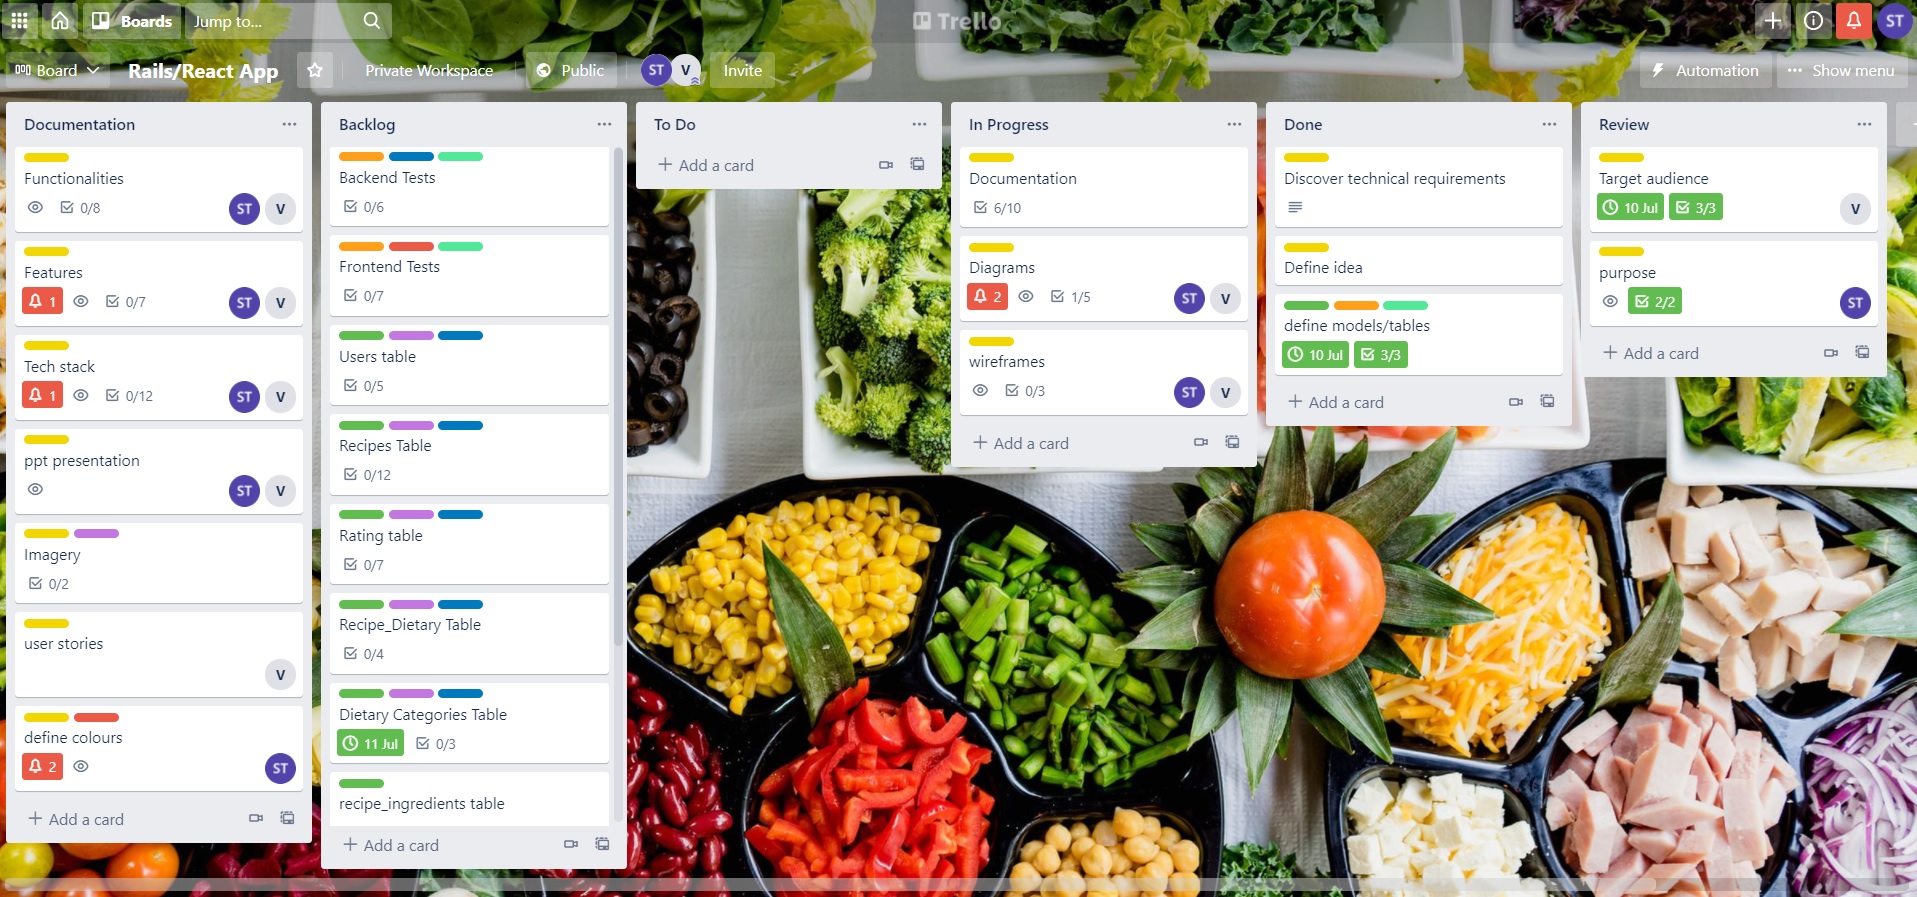 Boards
Jump to...
Trello
ST
Board
Rails/React App
Private Workspace
Public
ST
V
Invite
Automation
Show menu
Documentation
Functionalities
0/8
ST
V
Features
1
0/7
ST
V
Tech stack
1
0/12
ST
V
ppt presentation
ST
V
Imagery
0/2
user stories
V
define colours
2
ST
Add a card
Backlog
Backend Tests
0/6
Frontend Tests
0/7
Users table
0/5
Recipes Table
0/12
Rating table
0/7
Recipe_Dietary Table
0/4
Dietary Categories Table
11 Jul
0/3
recipe_ingredients table
Add a card
To Do
Add a card
In Progress
Documentation
6/10
Diagrams
2
1/5
ST
V
wireframes
0/3
ST
V
Add a card
Done
Discover technical requirements
Define idea
define models/tables
10 Jul
3/3
Add a card
Review
Target audience
10 Jul
3/3
V
purpose
2/2
ST
Add a card